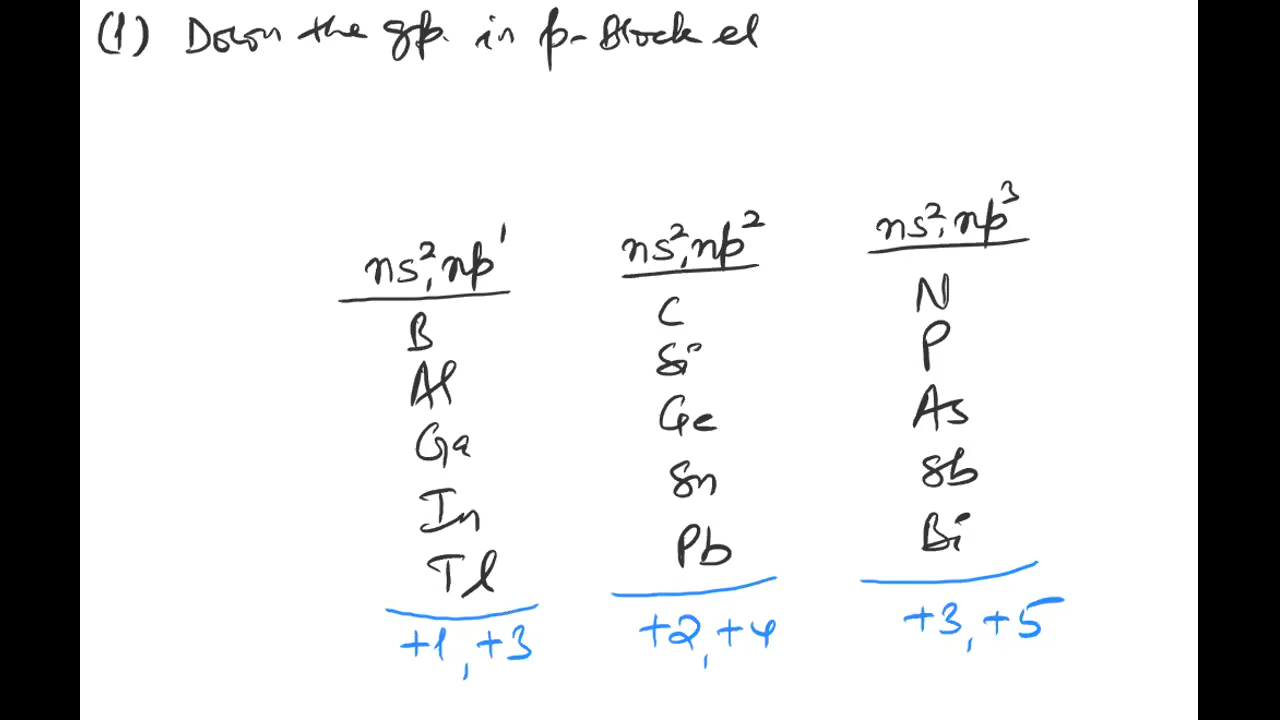 (1) Down the gp. in p-Block el
ns²,np¹
B
Al
Ga
In
Tl
+1, +3
ns²,np²
C
Si
Ge
Sn
Pb
+2, +4
ns²,np³
N
P
As
Sb
Bi
+3, +5